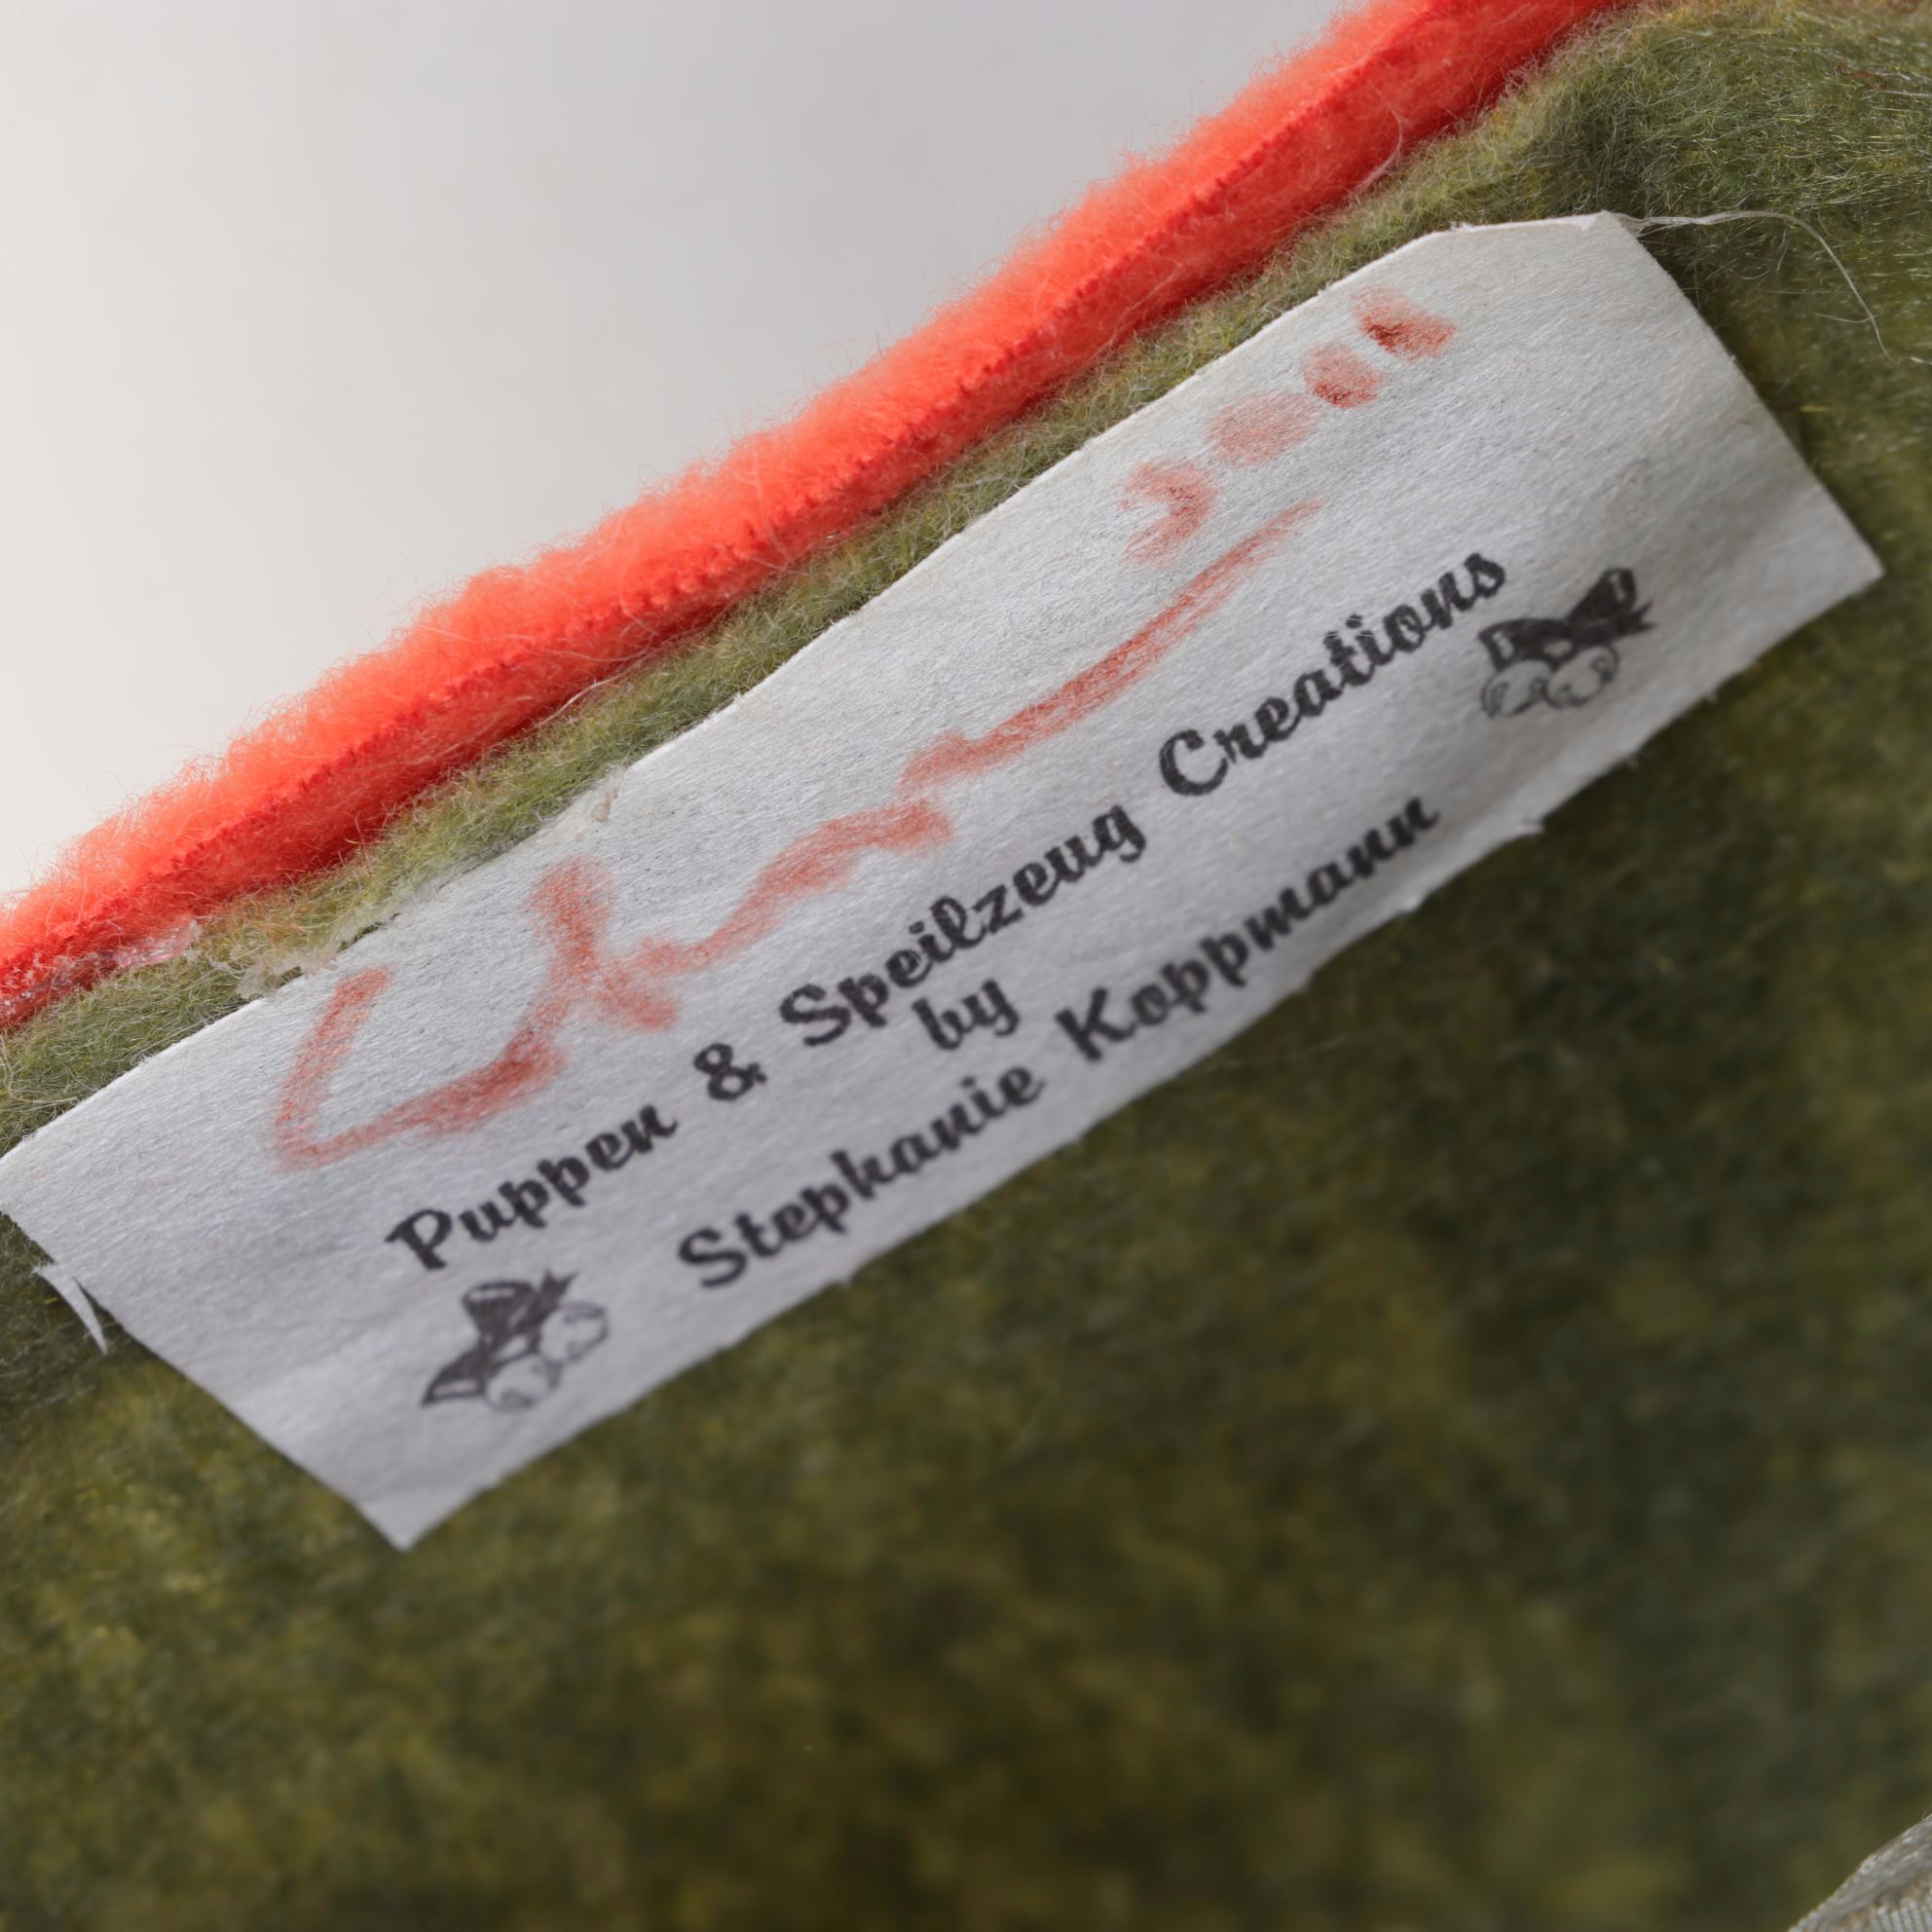 Puppen & Speilzeug Creations
by
Stephanie Koppmann